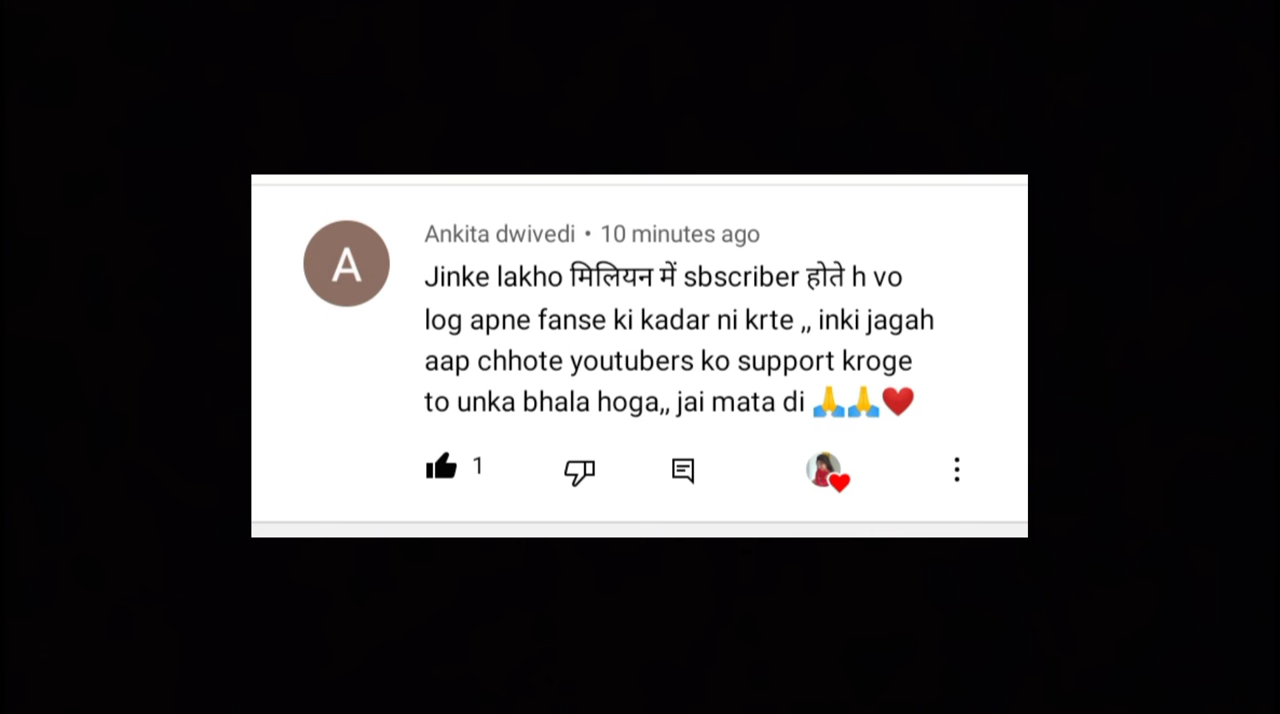 A
Ankita dwivedi • 10 minutes ago
Jinke lakho मिलियन में sbscriber होते h vo
log apne fanse ki kadar ni krte ,, inki jagah
aap chhote youtubers ko support kroge
to unka bhala hoga,, jai mata di 🙏🙏❤️
1